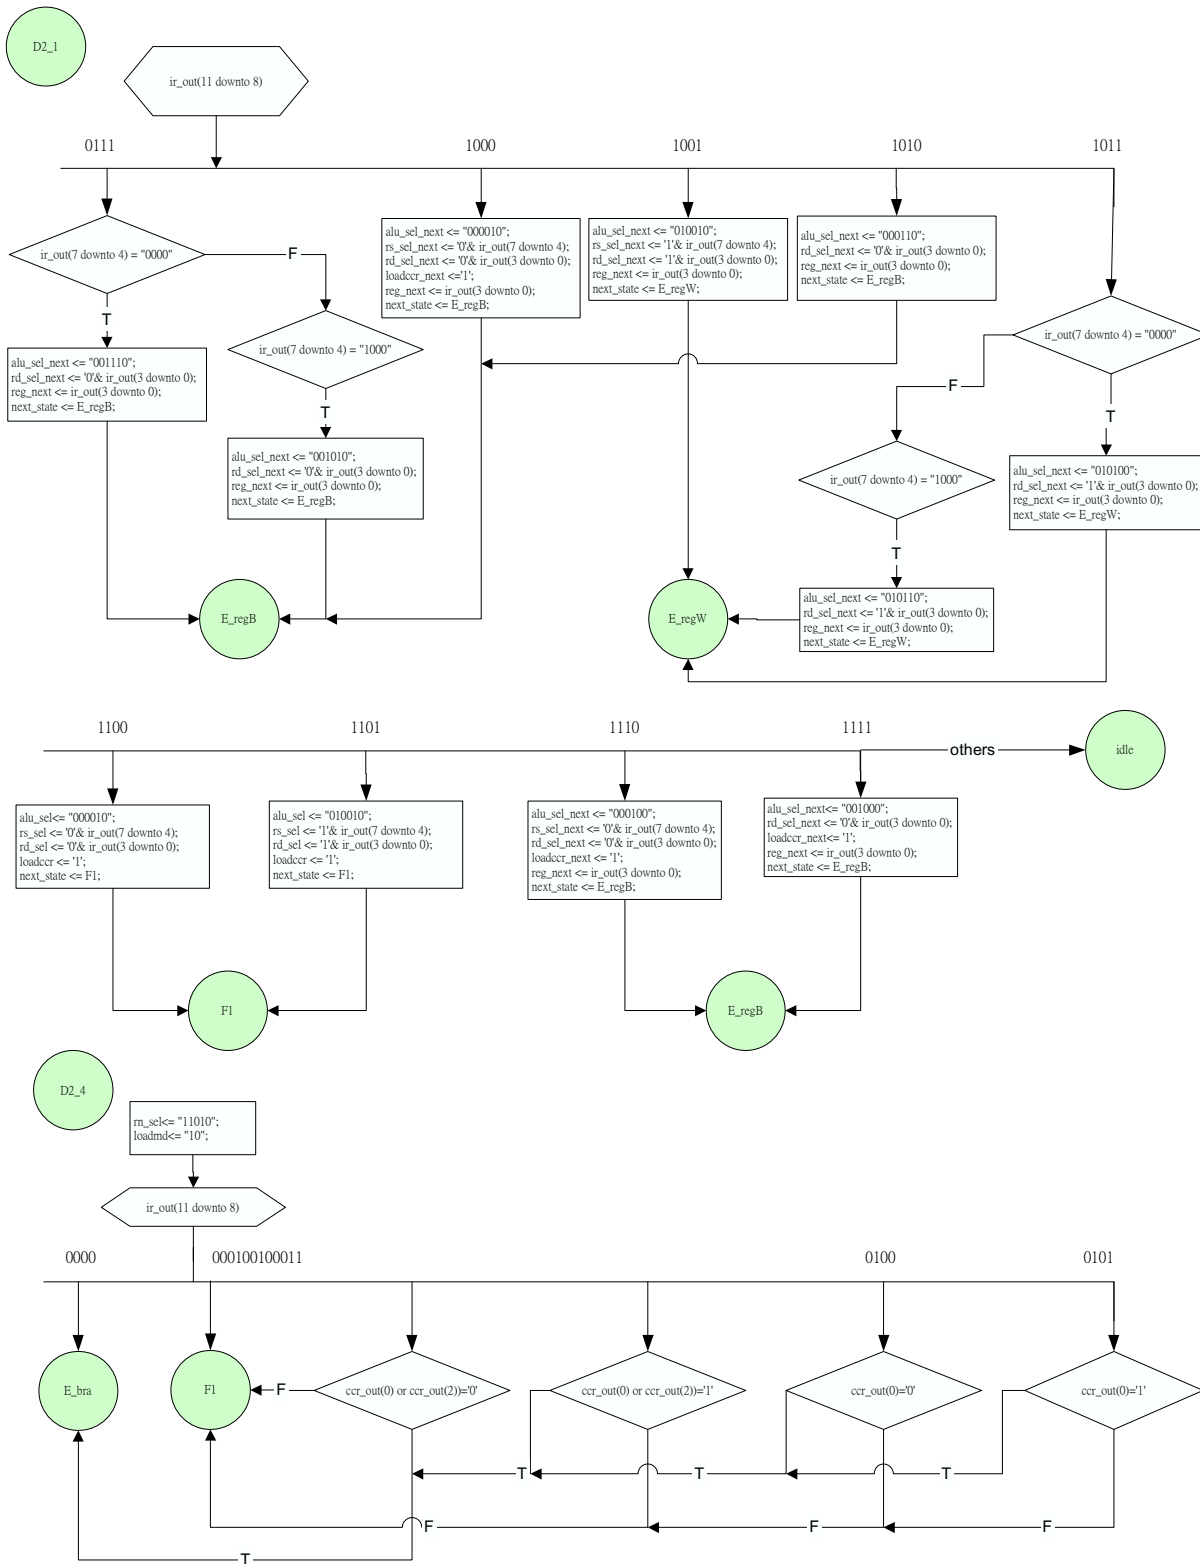 D2_1
ir_out(11 downto 8)
0111
1000
1001
1010
1011
ir_out(7 downto 4) = "0000"
F
T
alu_sel_next <= "001110";
rd_sel_next <= '0'& ir_out(3 downto 0);
reg_next <= ir_out(3 downto 0);
next_state <= E_regB;
ir_out(7 downto 4) = "1000"
T
alu_sel_next <= "001010";
rd_sel_next <= '0'& ir_out(3 downto 0);
reg_next <= ir_out(3 downto 0);
next_state <= E_regB;
alu_sel_next <= "000010";
rs_sel_next <= '0'& ir_out(7 downto 4);
rd_sel_next <= '0'& ir_out(3 downto 0);
loadccr_next <='1';
reg_next <= ir_out(3 downto 0);
next_state <= E_regB;
alu_sel_next <= "010010";
rs_sel_next <= '1'& ir_out(7 downto 4);
rd_sel_next <= '1'& ir_out(3 downto 0);
reg_next <= ir_out(3 downto 0);
next_state <= E_regW;
alu_sel_next <= "000110";
rd_sel_next <= '0'& ir_out(3 downto 0);
reg_next <= ir_out(3 downto 0);
next_state <= E_regB;
ir_out(7 downto 4) = "0000"
F
T
ir_out(7 downto 4) = "1000"
T
alu_sel_next <= "010100";
rd_sel_next <= '1'& ir_out(3 downto 0);
reg_next <= ir_out(3 downto 0);
next_state <= E_regW;
alu_sel_next <= "010110";
rd_sel_next <= '1'& ir_out(3 downto 0);
reg_next <= ir_out(3 downto 0);
next_state <= E_regW;
E_regB
E_regW
1100
1101
1110
1111
others
idle
alu_sel<= "000010";
rs_sel <= '0'& ir_out(7 downto 4);
rd_sel <= '0'& ir_out(3 downto 0);
loadccr <= '1';
next_state <= F1;
alu_sel <= "010010";
rs_sel <= '1'& ir_out(7 downto 4);
rd_sel <= '1'& ir_out(3 downto 0);
loadccr <= '1';
next_state <= F1;
alu_sel_next <= "000100";
rs_sel_next <= '0'& ir_out(7 downto 4);
rd_sel_next <= '0'& ir_out(3 downto 0);
loadccr_next <= '1';
reg_next <= ir_out(3 downto 0);
next_state <= E_regB;
alu_sel_next<= "001000";
rd_sel_next <= '0'& ir_out(3 downto 0);
loadccr_next<= '1';
reg_next <= ir_out(3 downto 0);
next_state <= E_regB;
F1
E_regB
D2_4
rn_sel<= "11010";
loadmd<= "10";
ir_out(11 downto 8)
0000
000100100011
0100
0101
E_bra
F1
F
ccr_out(0) or ccr_out(2))='0'
ccr_out(0) or ccr_out(2))='1'
ccr_out(0)='0'
ccr_out(0)='1'
T
T
T
F
F
F
T